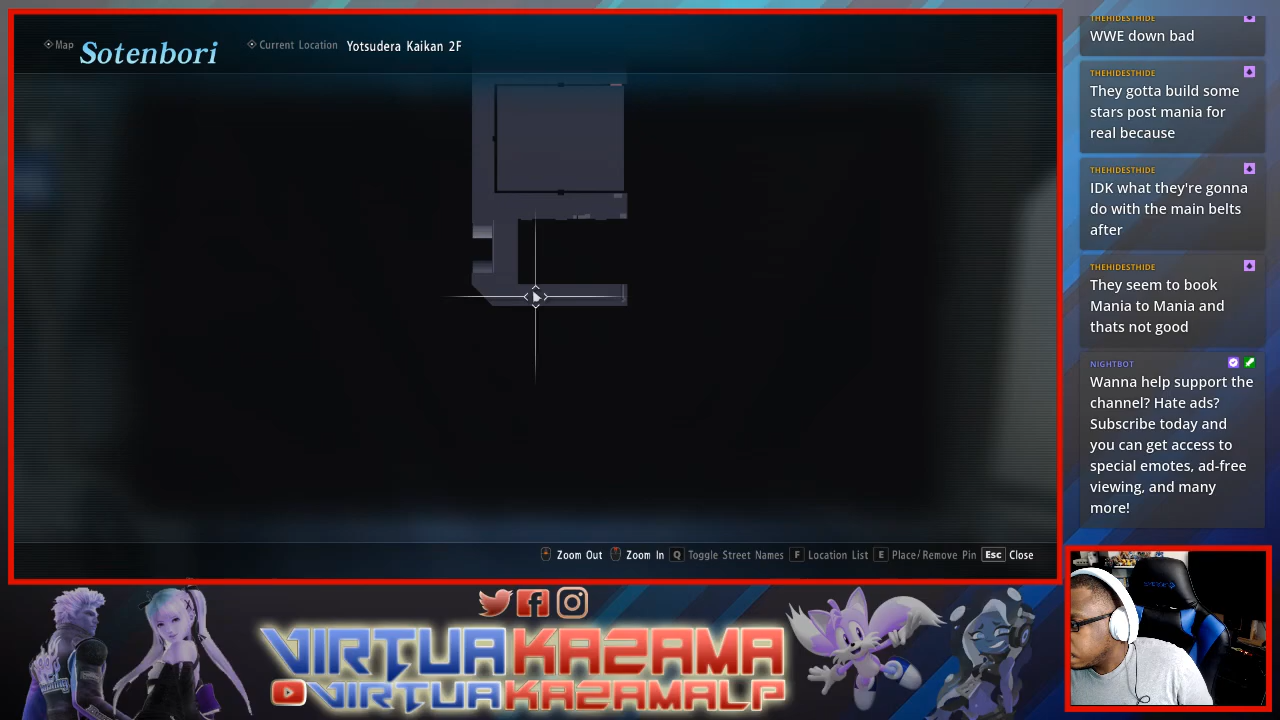 Map Sotenbori Current Location Yotsudera Kaikan 2F
Zoom Out Zoom In Q Toggle Street Names F Location List E Place/Remove Pin Esc Close
THEHIDESTHIDE
WWE down bad
THEHIDESTHIDE
They gotta build some
stars post mania for
real because
THEHIDESTHIDE
IDK what they're gonna
do with the main belts
after
THEHIDESTHIDE
They seem to book
Mania to Mania and
thats not good
NIGHTBOT
Wanna help support the
channel? Hate ads?
Subscribe today and
you can get access to
special emotes, ad-free
viewing, and many
more!
VIRTUAKAZAMA
VIRTUAKAZAMALP